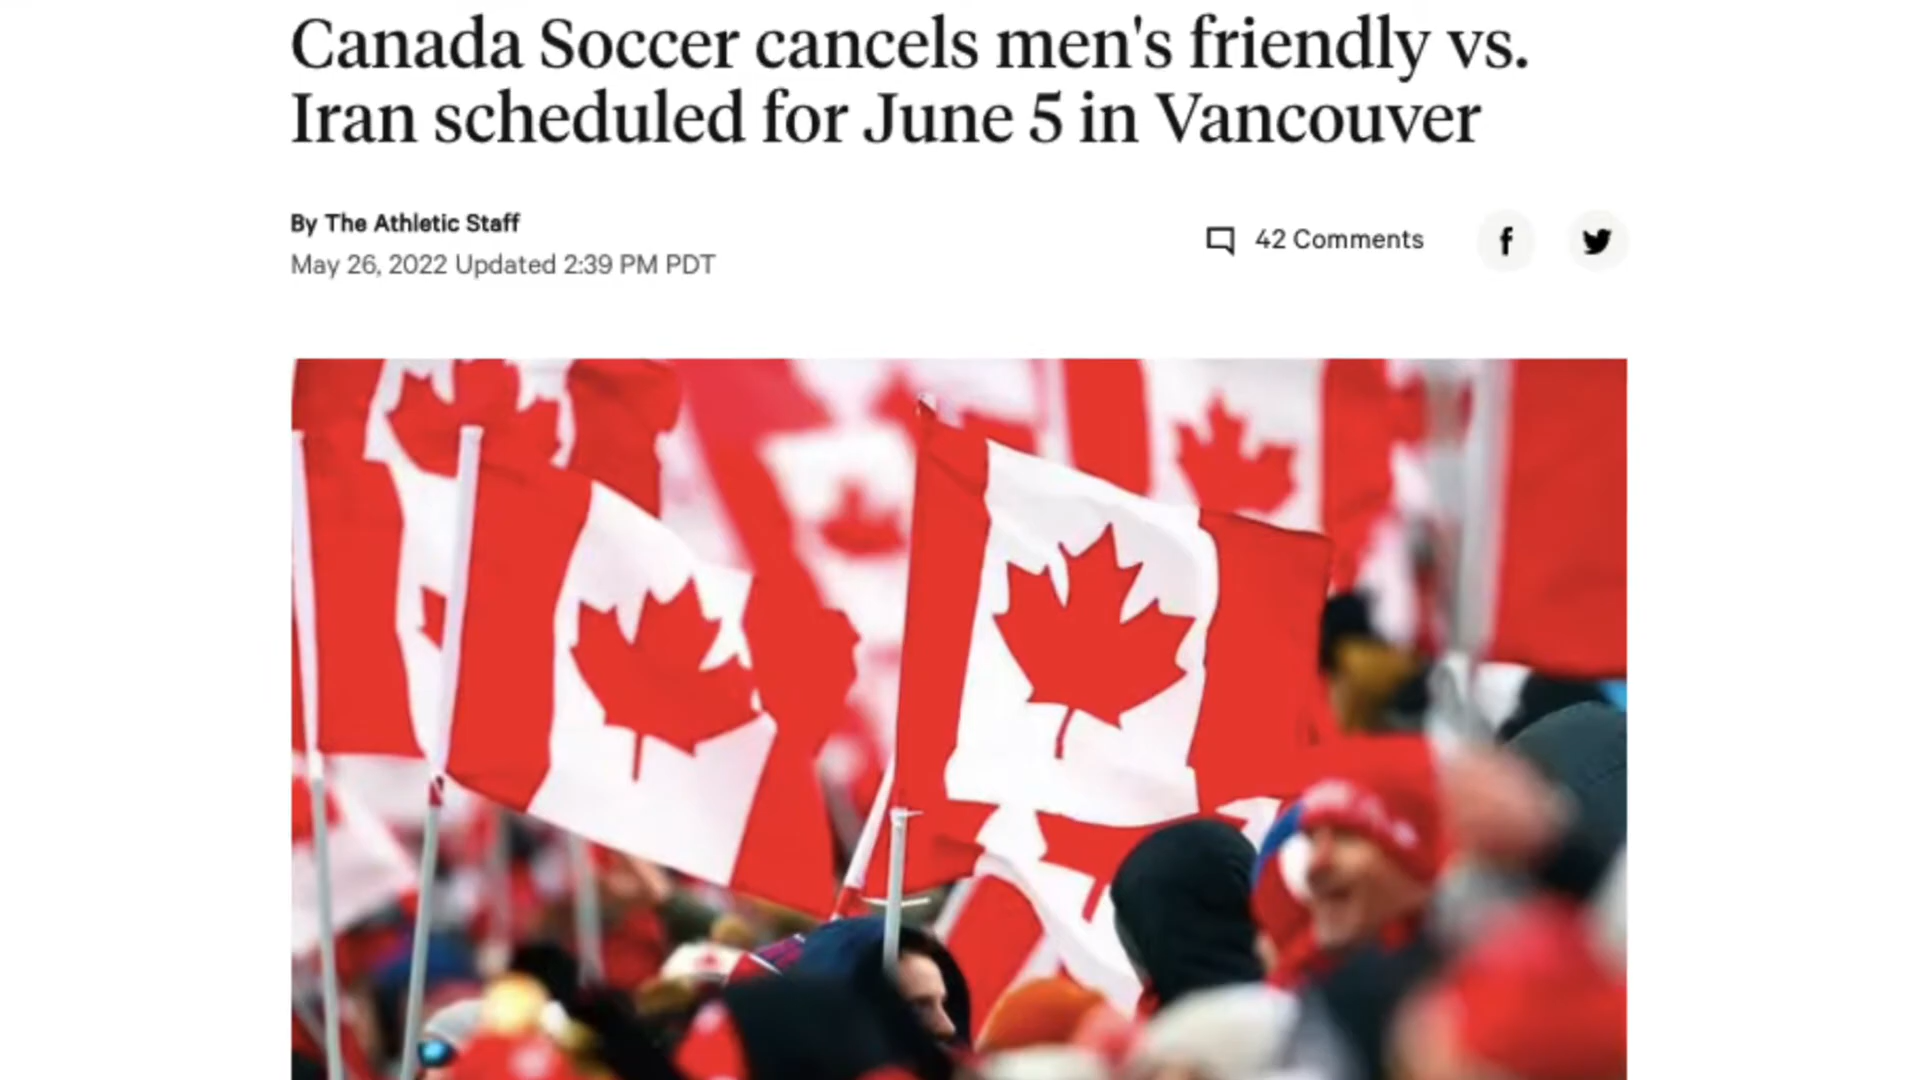 Canada Soccer cancels men's friendly vs.
Iran scheduled for June 5 in Vancouver
By The Athletic Staff
May 26, 2022 Updated 2:39 PM PDT
42 Comments